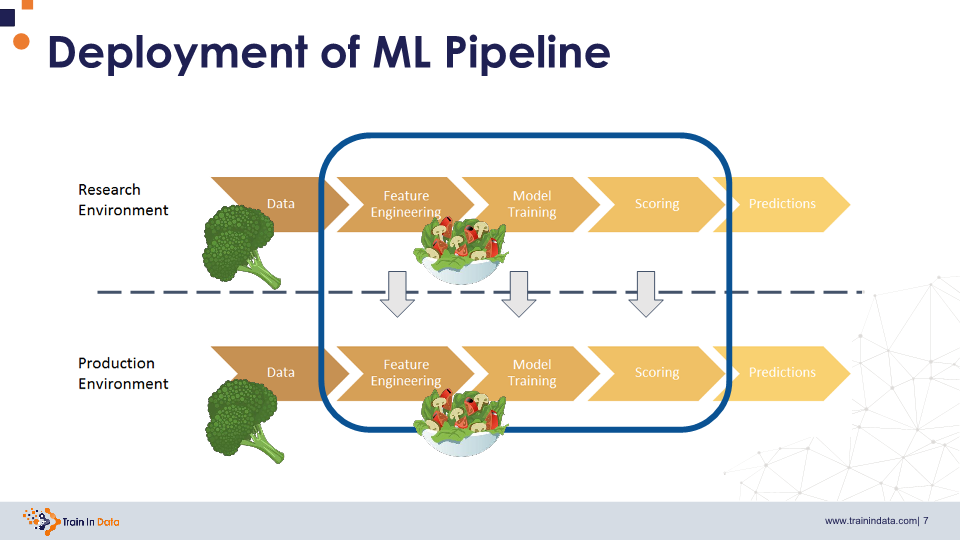 Deployment of ML Pipeline
Research
Environment
Data
Feature
Engineering
Model
Training
Scoring
Predictions
Production
Environment
Data
Feature
Engineering
Model
Training
Scoring
Predictions
Train In Data
www.trainindata.com| 7